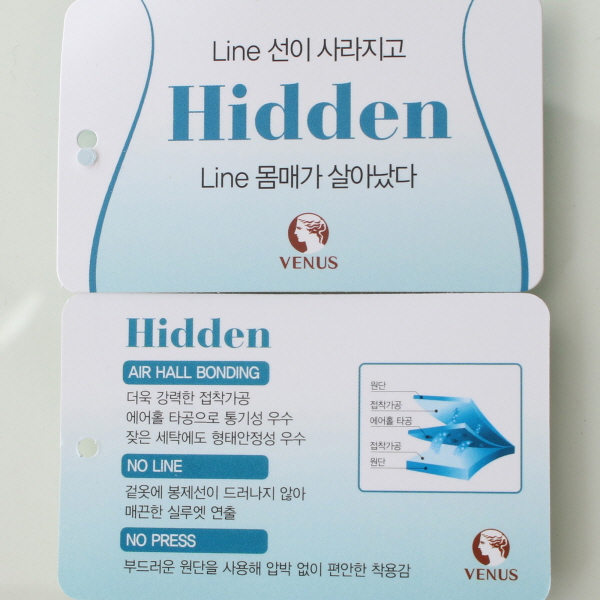 Line 선이 사라지고
Hidden
Line 몸매가 살아났다
VENUS
Hidden
AIR HALL BONDING
더욱 강력한 접착가공
에어홀 타공으로 통기성 우수
잦은 세탁에도 형태안정성 우수
NO LINE
겉옷에 봉제선이 드러나지 않아
매끈한 실루엣 연출
NO PRESS
부드러운 원단을 사용해 압박 없이 편안한 착용감
원단
접착가공
에어홀 타공
접착가공
원단
VENUS